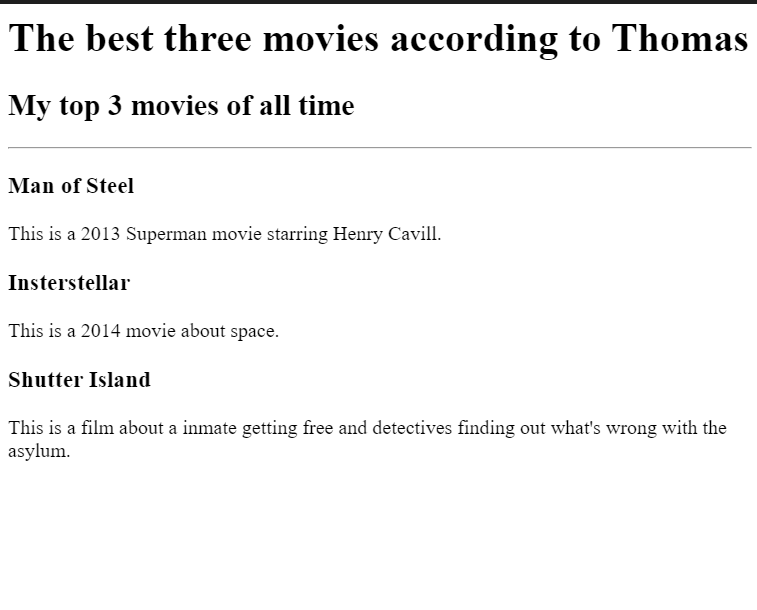 The best three movies according to Thomas
My top 3 movies of all time
Man of Steel
This is a 2013 Superman movie starring Henry Cavill.
Insterstellar
This is a 2014 movie about space.
Shutter Island
This is a film about a inmate getting free and detectives finding out what's wrong with the
asylum.